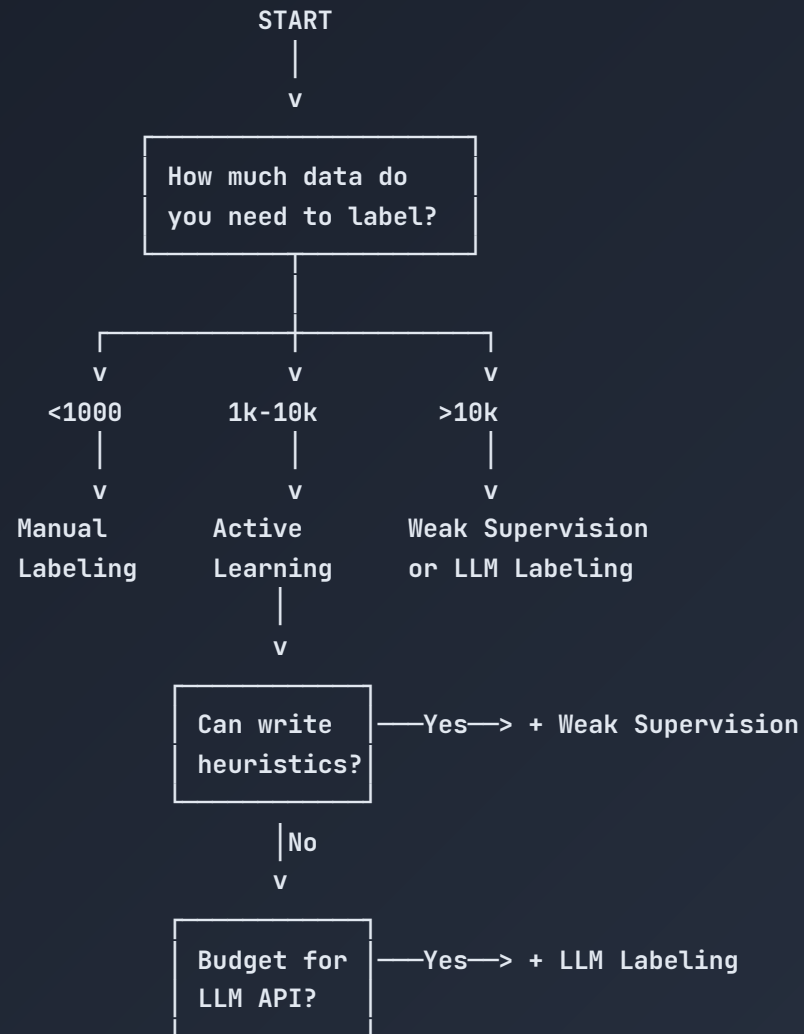 START
v
How much data do
you need to label?
v v v
<1000 1k-10k >10k
v v v
Manual Active Weak Supervision
Labeling Learning or LLM Labeling
v
Can write ───Yes──> + Weak Supervision
heuristics?
No
v
Budget for ───Yes──> + LLM Labeling
LLM API?